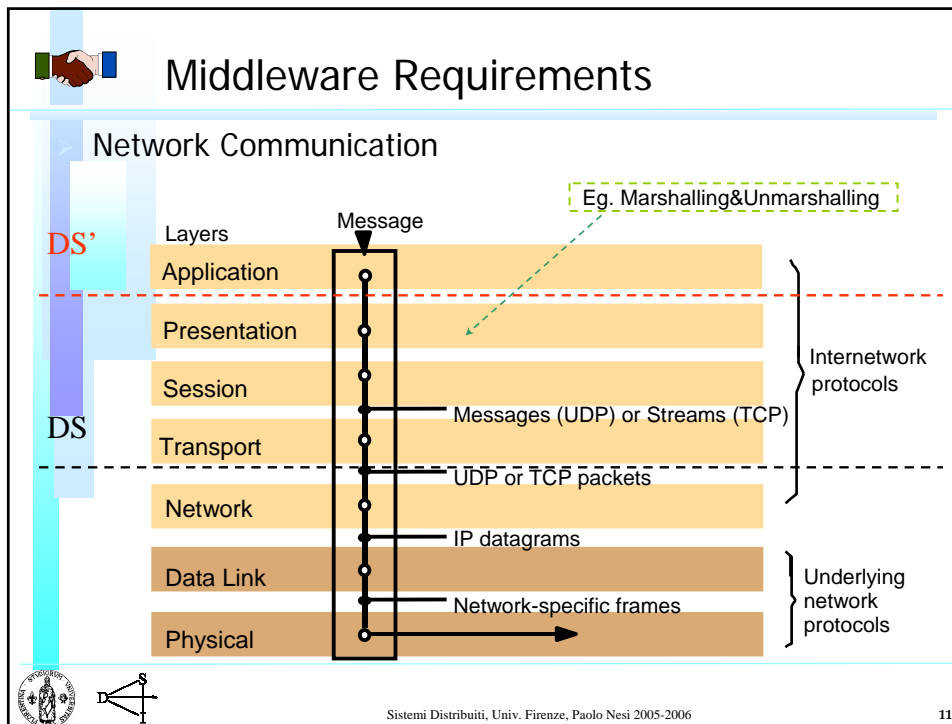 Middleware Requirements
Network Communication
Eg. Marshalling&Unmarshalling
Message
Layers
DS'
Application
Presentation
Internetwork
protocols
Session
Messages (UDP) or Streams (TCP)
DS
Transport
UDP or TCP packets
Network
IP datagrams
Data Link
Underlying
network
protocols
Network-specific frames
Physical
D
S
I
Sistemi Distribuiti, Univ. Firenze, Paolo Nesi 2005-2006
11